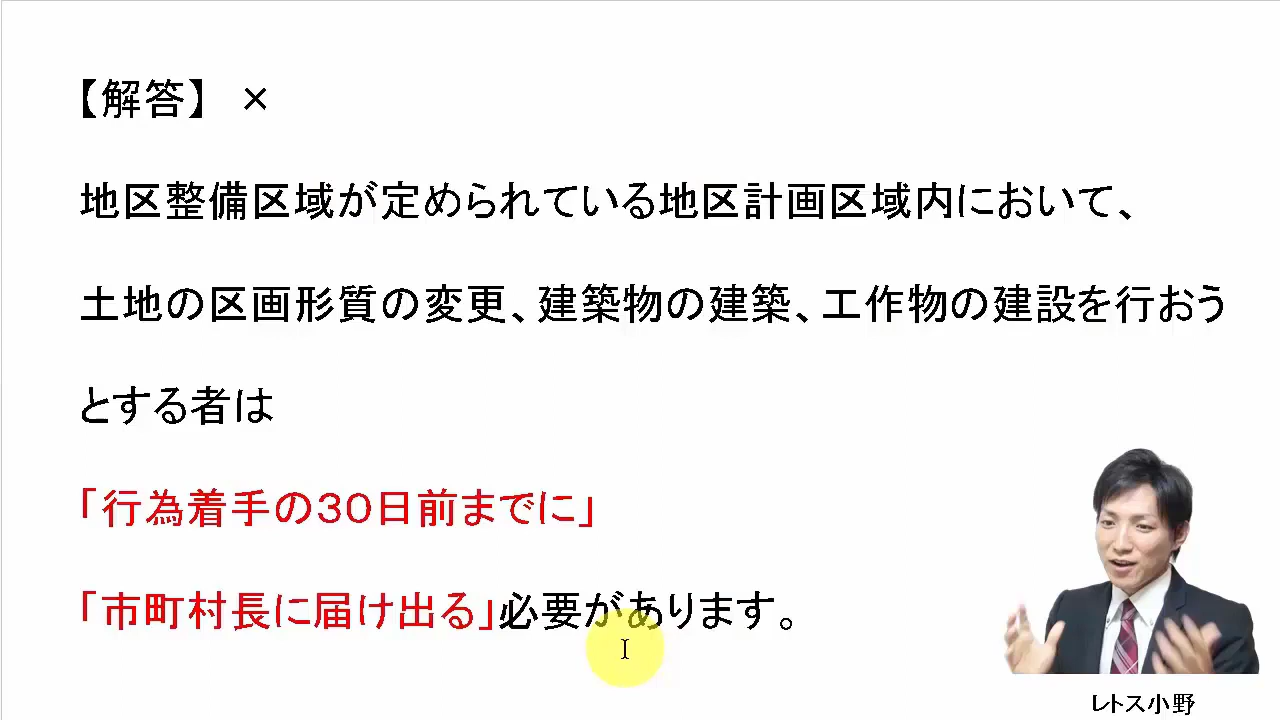 【解答】 ×
地区整備区域が定められている地区計画区域内において、
土地の区画形質の変更、建築物の建築、工作物の建設を行おう
とする者は
「行為着手の３０日前までに」
「市町村長に届け出る」必要があります。
レトス小野